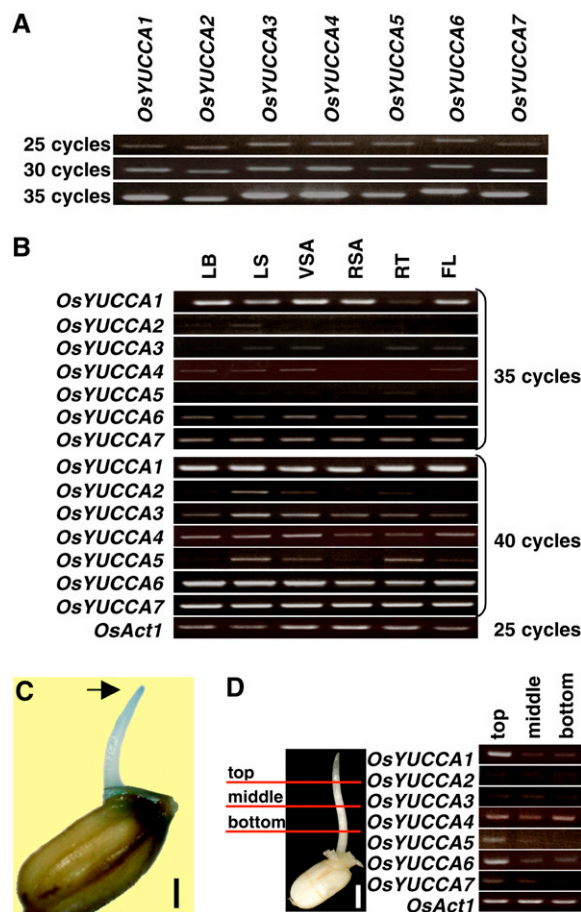 A
OsYUCCA1 OsYUCCA2 OsYUCCA3 OsYUCCA4 OsYUCCA5 OsYUCCA6 OsYUCCA7
25 cycles
30 cycles
35 cycles
B
LB LS VSA RSA RT FL
OsYUCCA1
OsYUCCA2
OsYUCCA3
OsYUCCA4
OsYUCCA5
OsYUCCA6
OsYUCCA7
35 cycles
OsYUCCA1
OsYUCCA2
OsYUCCA3
OsYUCCA4
OsYUCCA5
OsYUCCA6
OsYUCCA7
40 cycles
OsAct1 25 cycles
C
D
top middle bottom
top
middle
bottom
OsYUCCA1
OsYUCCA2
OsYUCCA3
OsYUCCA4
OsYUCCA5
OsYUCCA6
OsYUCCA7
OsAct1